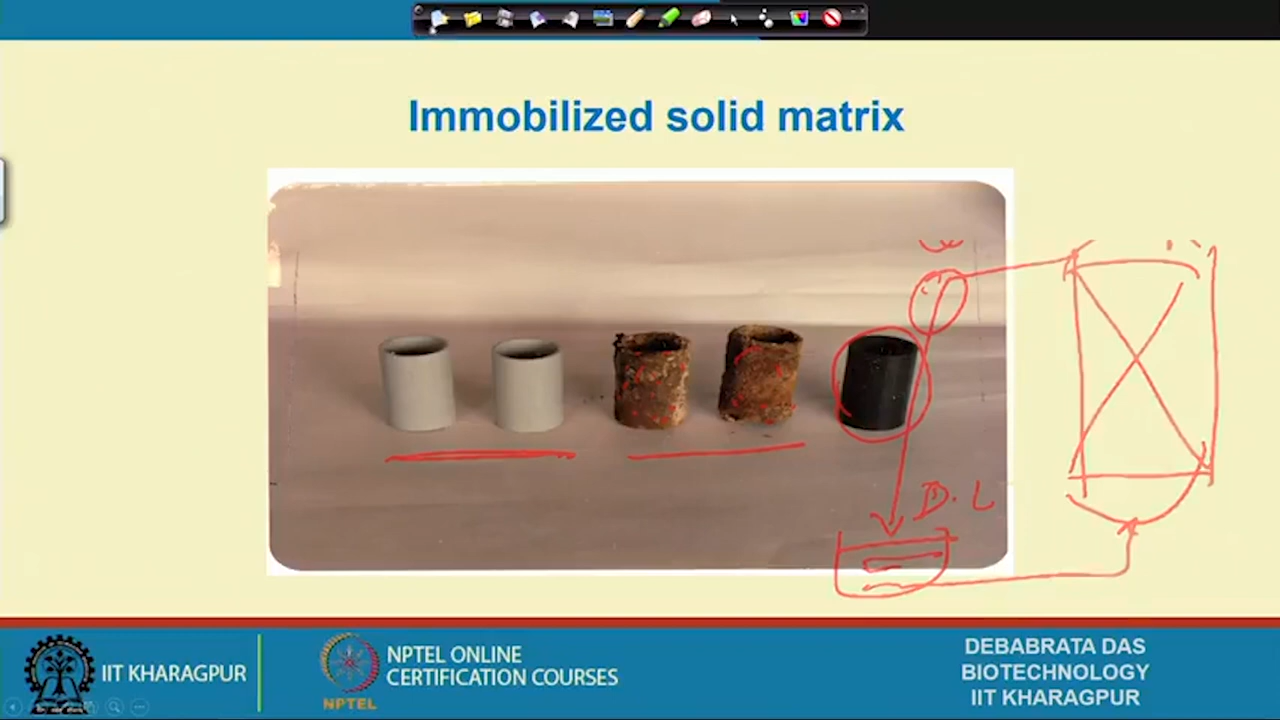 Immobilized solid matrix
D.L
IIT KHARAGPUR
NPTEL
NPTEL ONLINE
CERTIFICATION COURSES
DEBABRATA DAS
BIOTECHNOLOGY
IIT KHARAGPUR